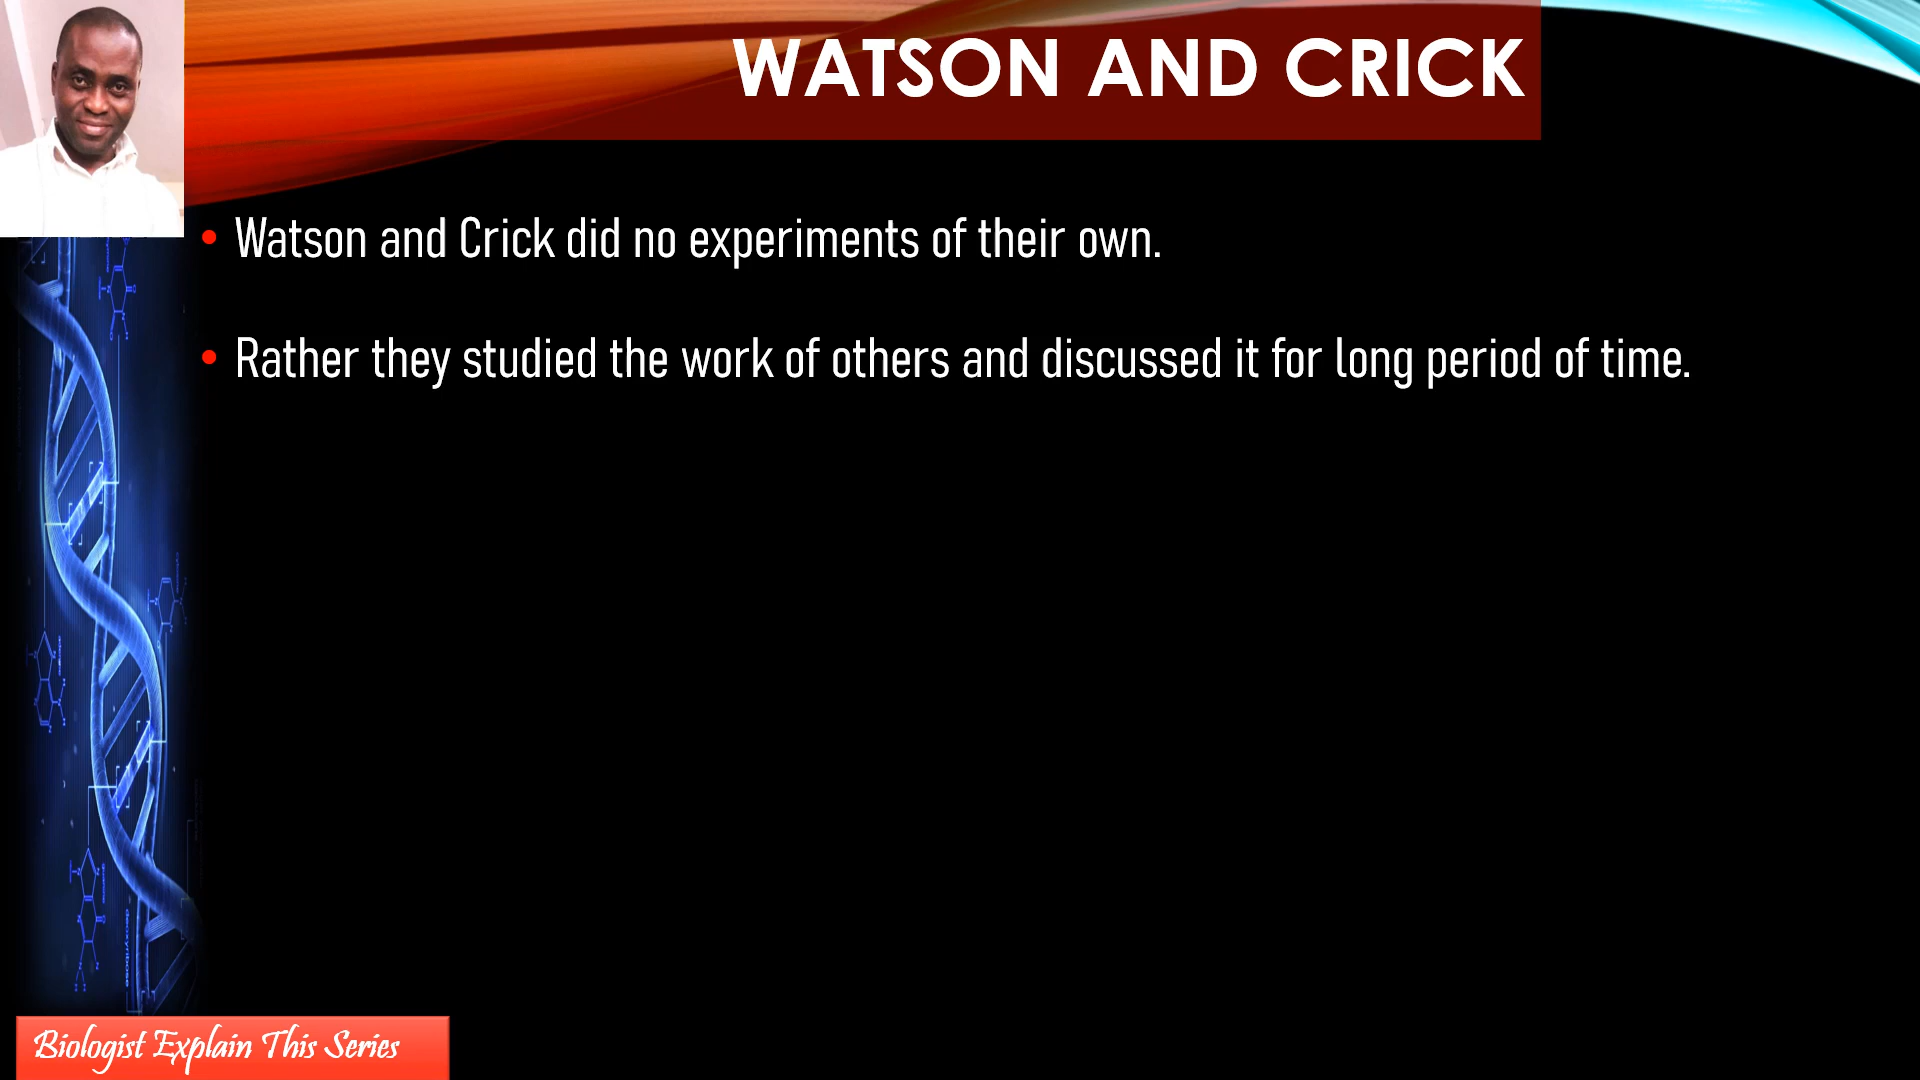 WATSON AND CRICK
• Watson and Crick did no experiments of their own.
• Rather they studied the work of others and discussed it for long period of time.
Biologist Explain This Series